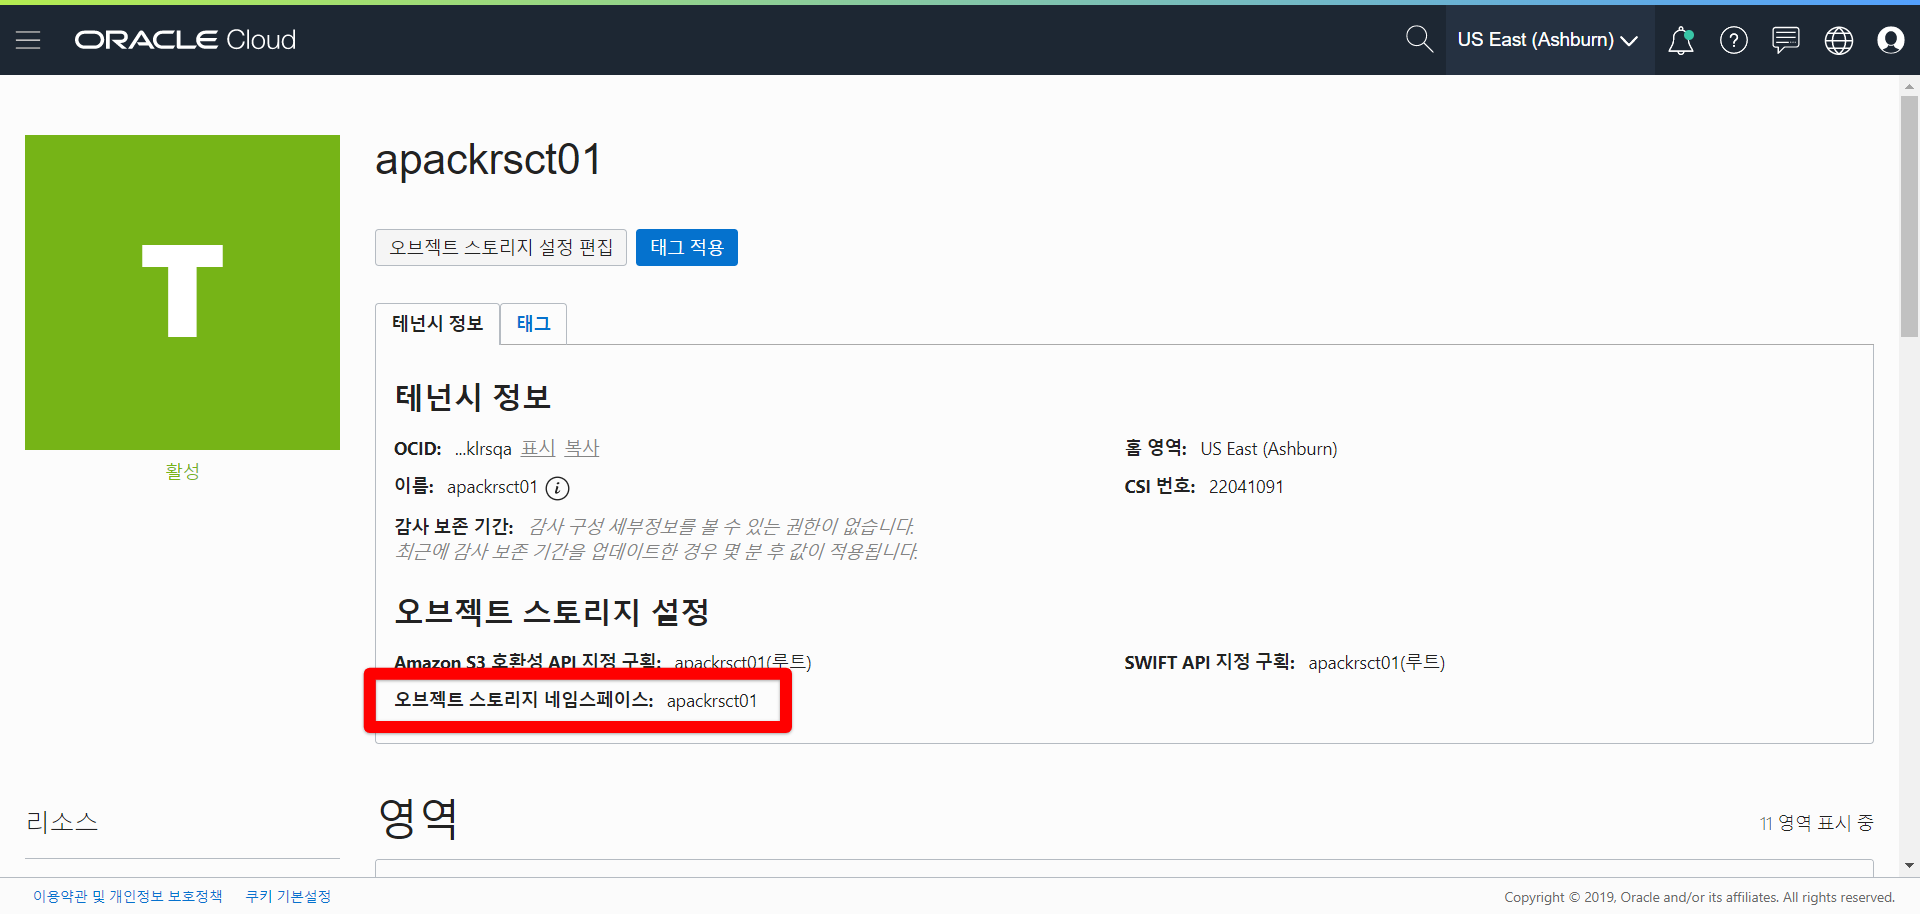 ORACLE Cloud
US East (Ashburn)
T
활성
apackrsct01
오브젝트 스토리지 설정 편집
태그 적용
테넌시 정보
태그
테넌시 정보
OCID: ...klrsqa 표시 복사
홈 영역: US East (Ashburn)
이름: apackrsct01
CSI 번호: 22041091
감사 보존 기간: 감사 구성 세부정보를 볼 수 있는 권한이 없습니다.
최근에 감사 보존 기간을 업데이트한 경우 몇 분 후 값이 적용됩니다.
오브젝트 스토리지 설정
Amazon S3 호환성 API 지정 구획: apackrsct01(루트)
SWIFT API 지정 구획: apackrsct01(루트)
오브젝트 스토리지 네임스페이스: apackrsct01
리소스
영역
11 영역 표시 중
이용약관 및 개인정보 보호정책
쿠키 기본설정
Copyright © 2019, Oracle and/or its affiliates. All rights reserved.